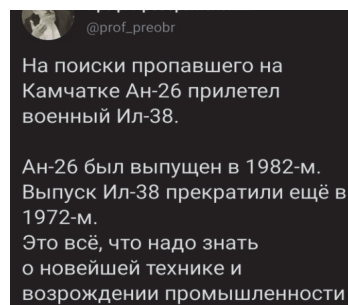 @prof_preobr
На поиски пропавшего на
Камчатке Ан-26 прилетел
военный Ил-38.
Ан-26 был выпущен в 1982-м.
Выпуск Ил-38 прекратили ещё в
1972-м.
Это всё, что надо знать
о новейшей технике и
возрождении промышленности